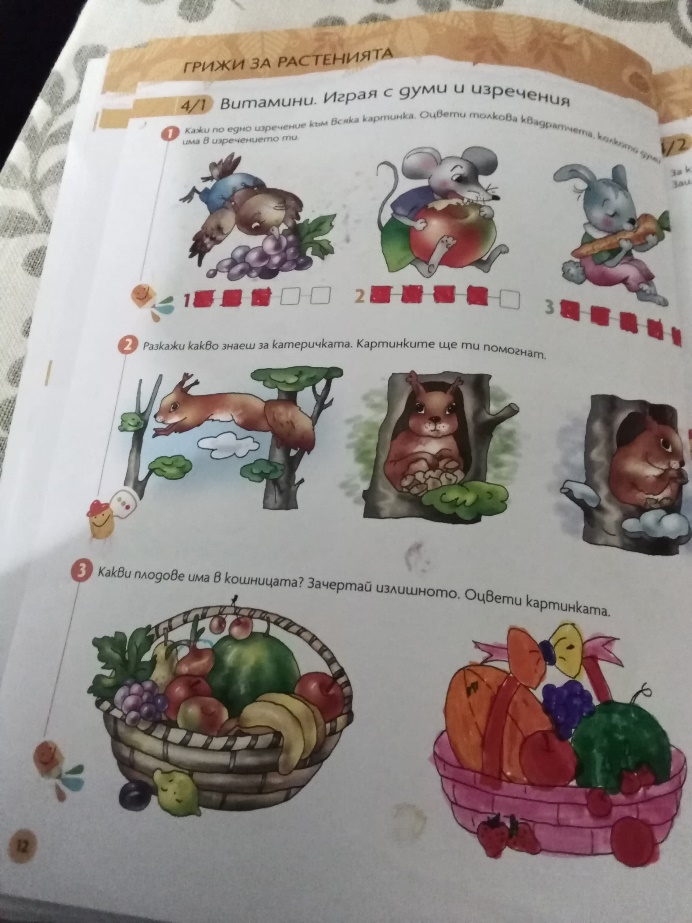 ГРИЖИ ЗА РАСТЕНИЯТА
4/1 Витамини. Играя с думи и изречения
1 Кажи по едно изречение към всяка картинка. Оцвети толкова квадратчета, колкото думи
има в изречението ти.
/2
За к
1
2
3
2 Разкажи какво знаеш за катеричката. Картинките ще ти помогнат.
3 Какви плодове има в кошницата? Зачертай излишното. Оцвети картинката.
12